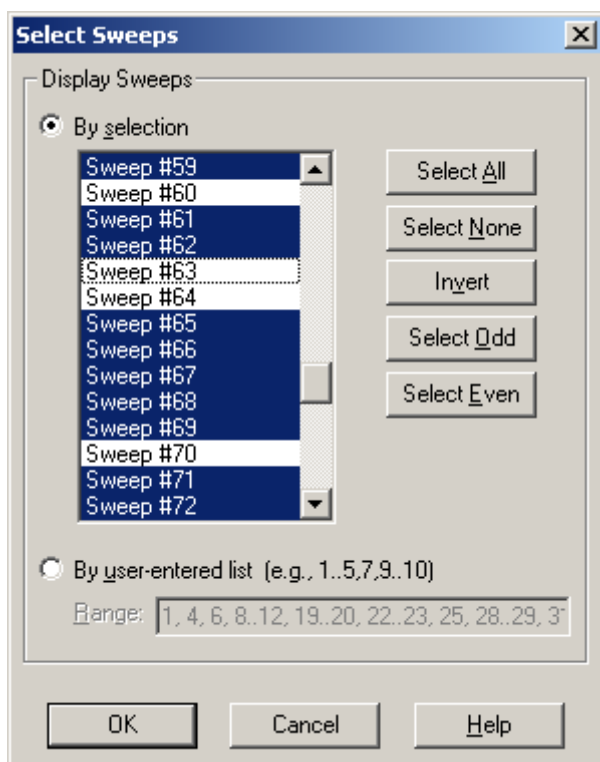 Select Sweeps
Display Sweeps
By selection
Sweep #59
Sweep #60
Sweep #61
Sweep #62
Sweep #63
Sweep #64
Sweep #65
Sweep #66
Sweep #67
Sweep #68
Sweep #69
Sweep #70
Sweep #71
Sweep #72
Select All
Select None
Invert
Select Odd
Select Even
By user-entered list (e.g., 1..5,7,9..10)
Range: 1, 4, 6, 8..12, 19..20, 22..23, 25, 28..29, 3
OK
Cancel
Help